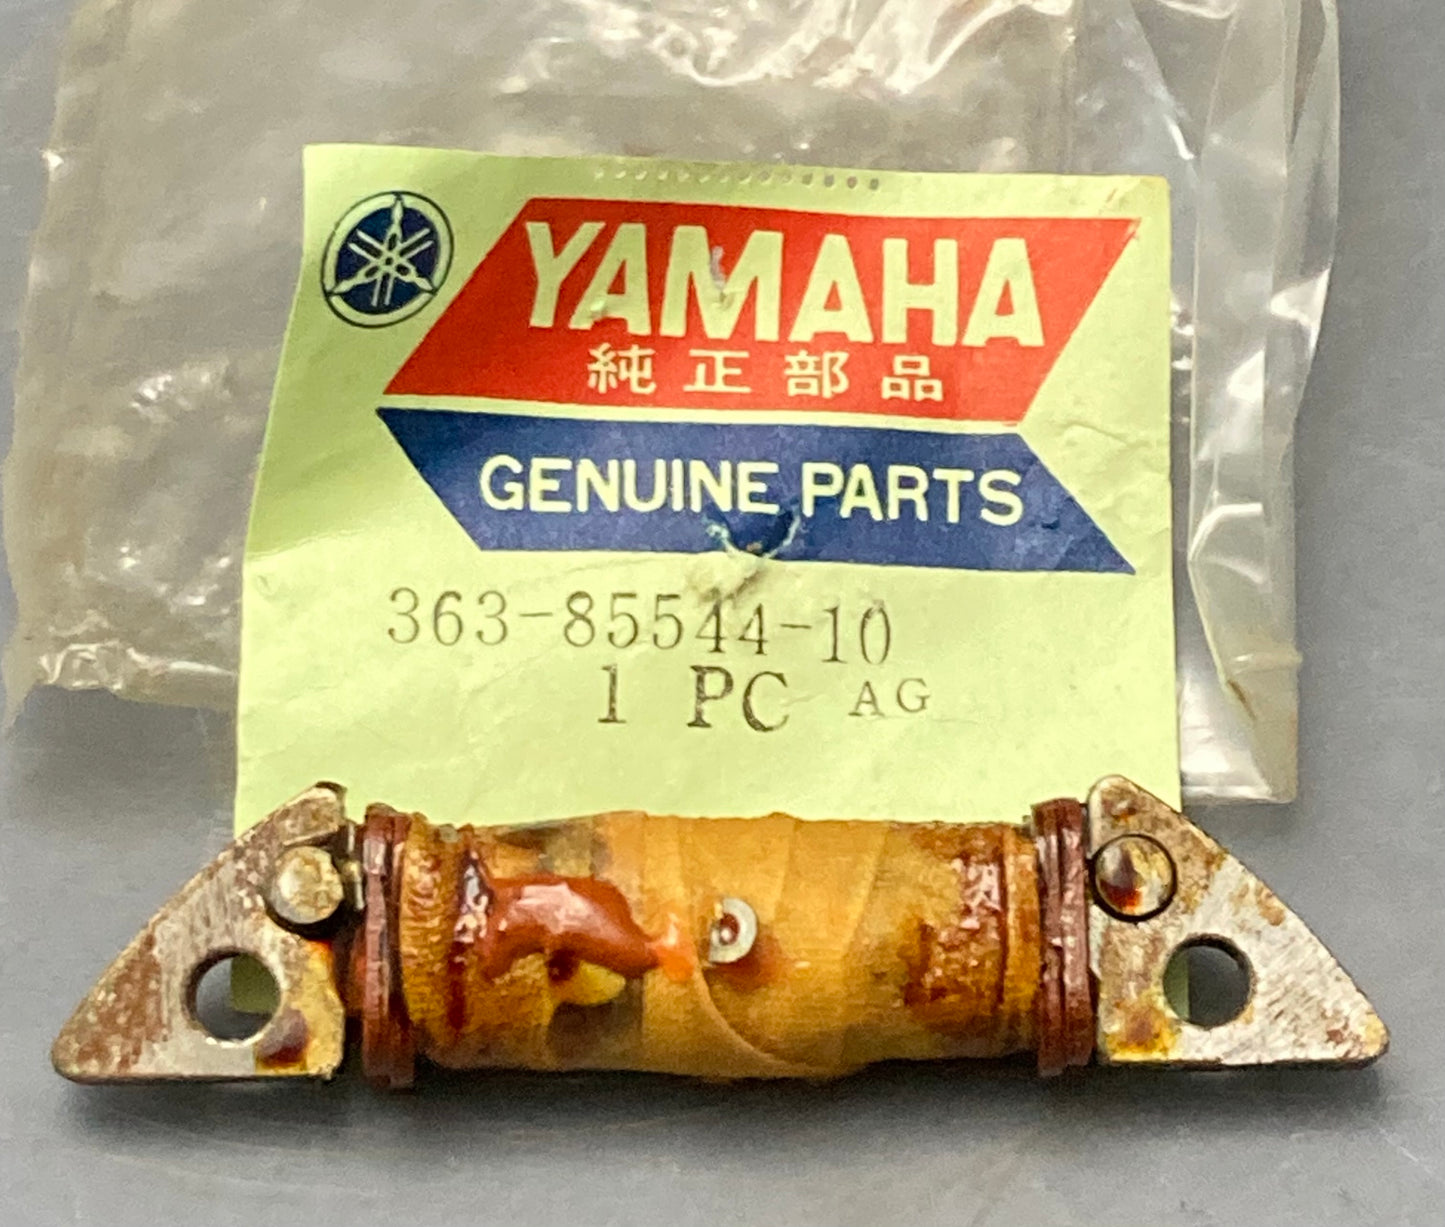 YAMAHA
純正部品
GENUINE PARTS
363-85544-10
1 PC AG